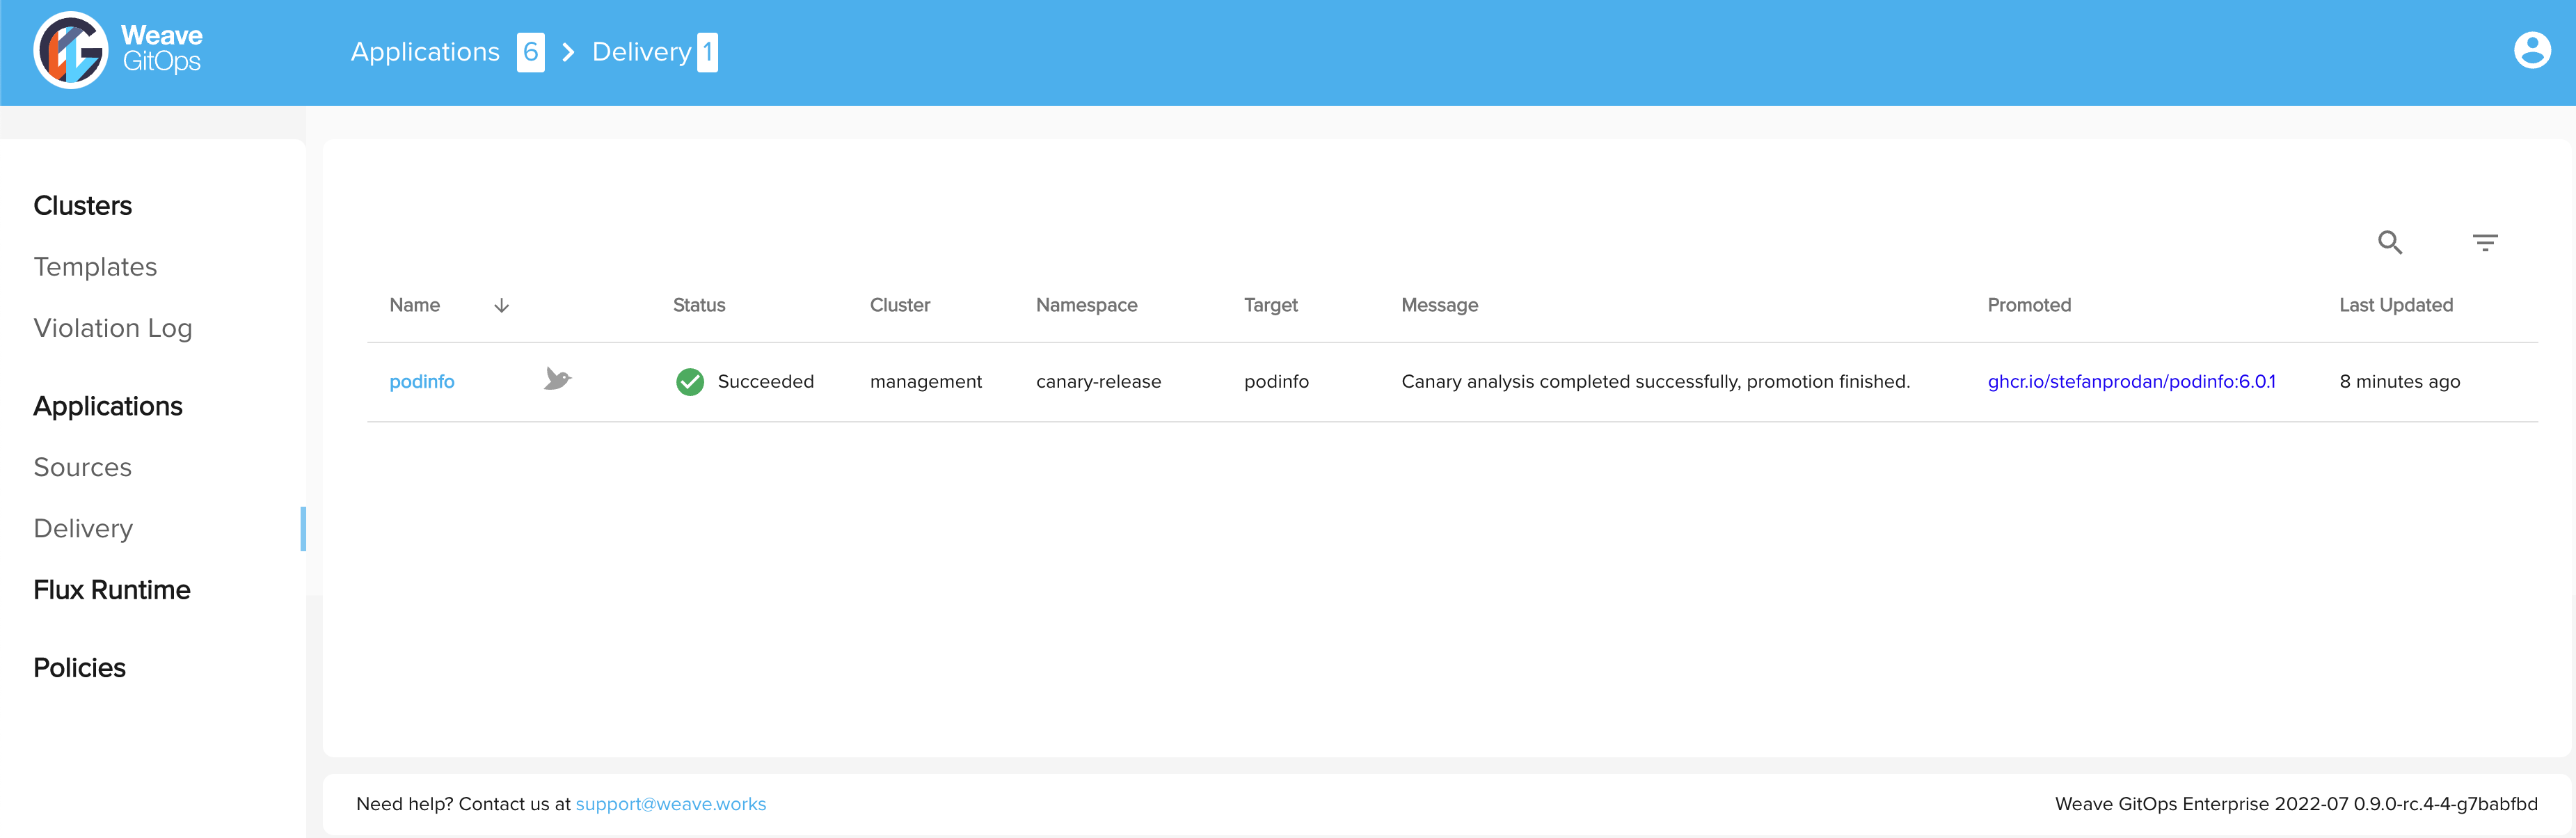 Weave
GitOps
Applications 6 > Delivery 1
Clusters
Templates
Violation Log
Applications
Sources
Delivery
Flux Runtime
Policies
Name Status Cluster Namespace Target Message Promoted Last Updated
podinfo Succeeded management canary-release podinfo Canary analysis completed successfully, promotion finished. ghcr.io/stefanprodan/podinfo:6.0.1 8 minutes ago
Need help? Contact us at support@weave.works
Weave GitOps Enterprise 2022-07 0.9.0-rc.4-4-g7babfbd